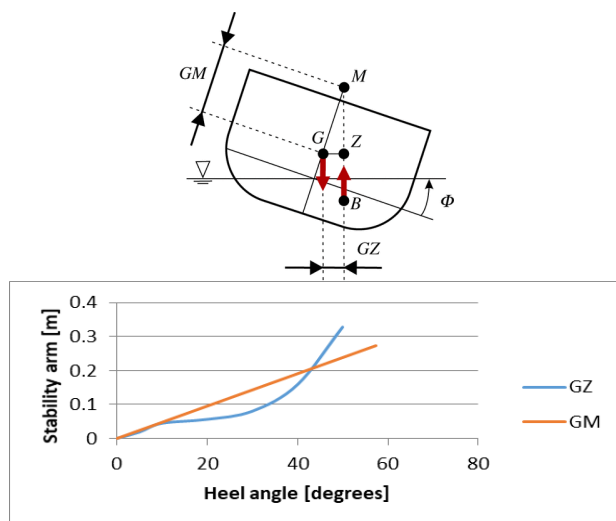 M
GM
G
Z
B
Φ
GZ
Stability arm [m]
0.4
0.3
0.2
0.1
0
0
20
40
60
80
Heel angle [degrees]
GZ
GM